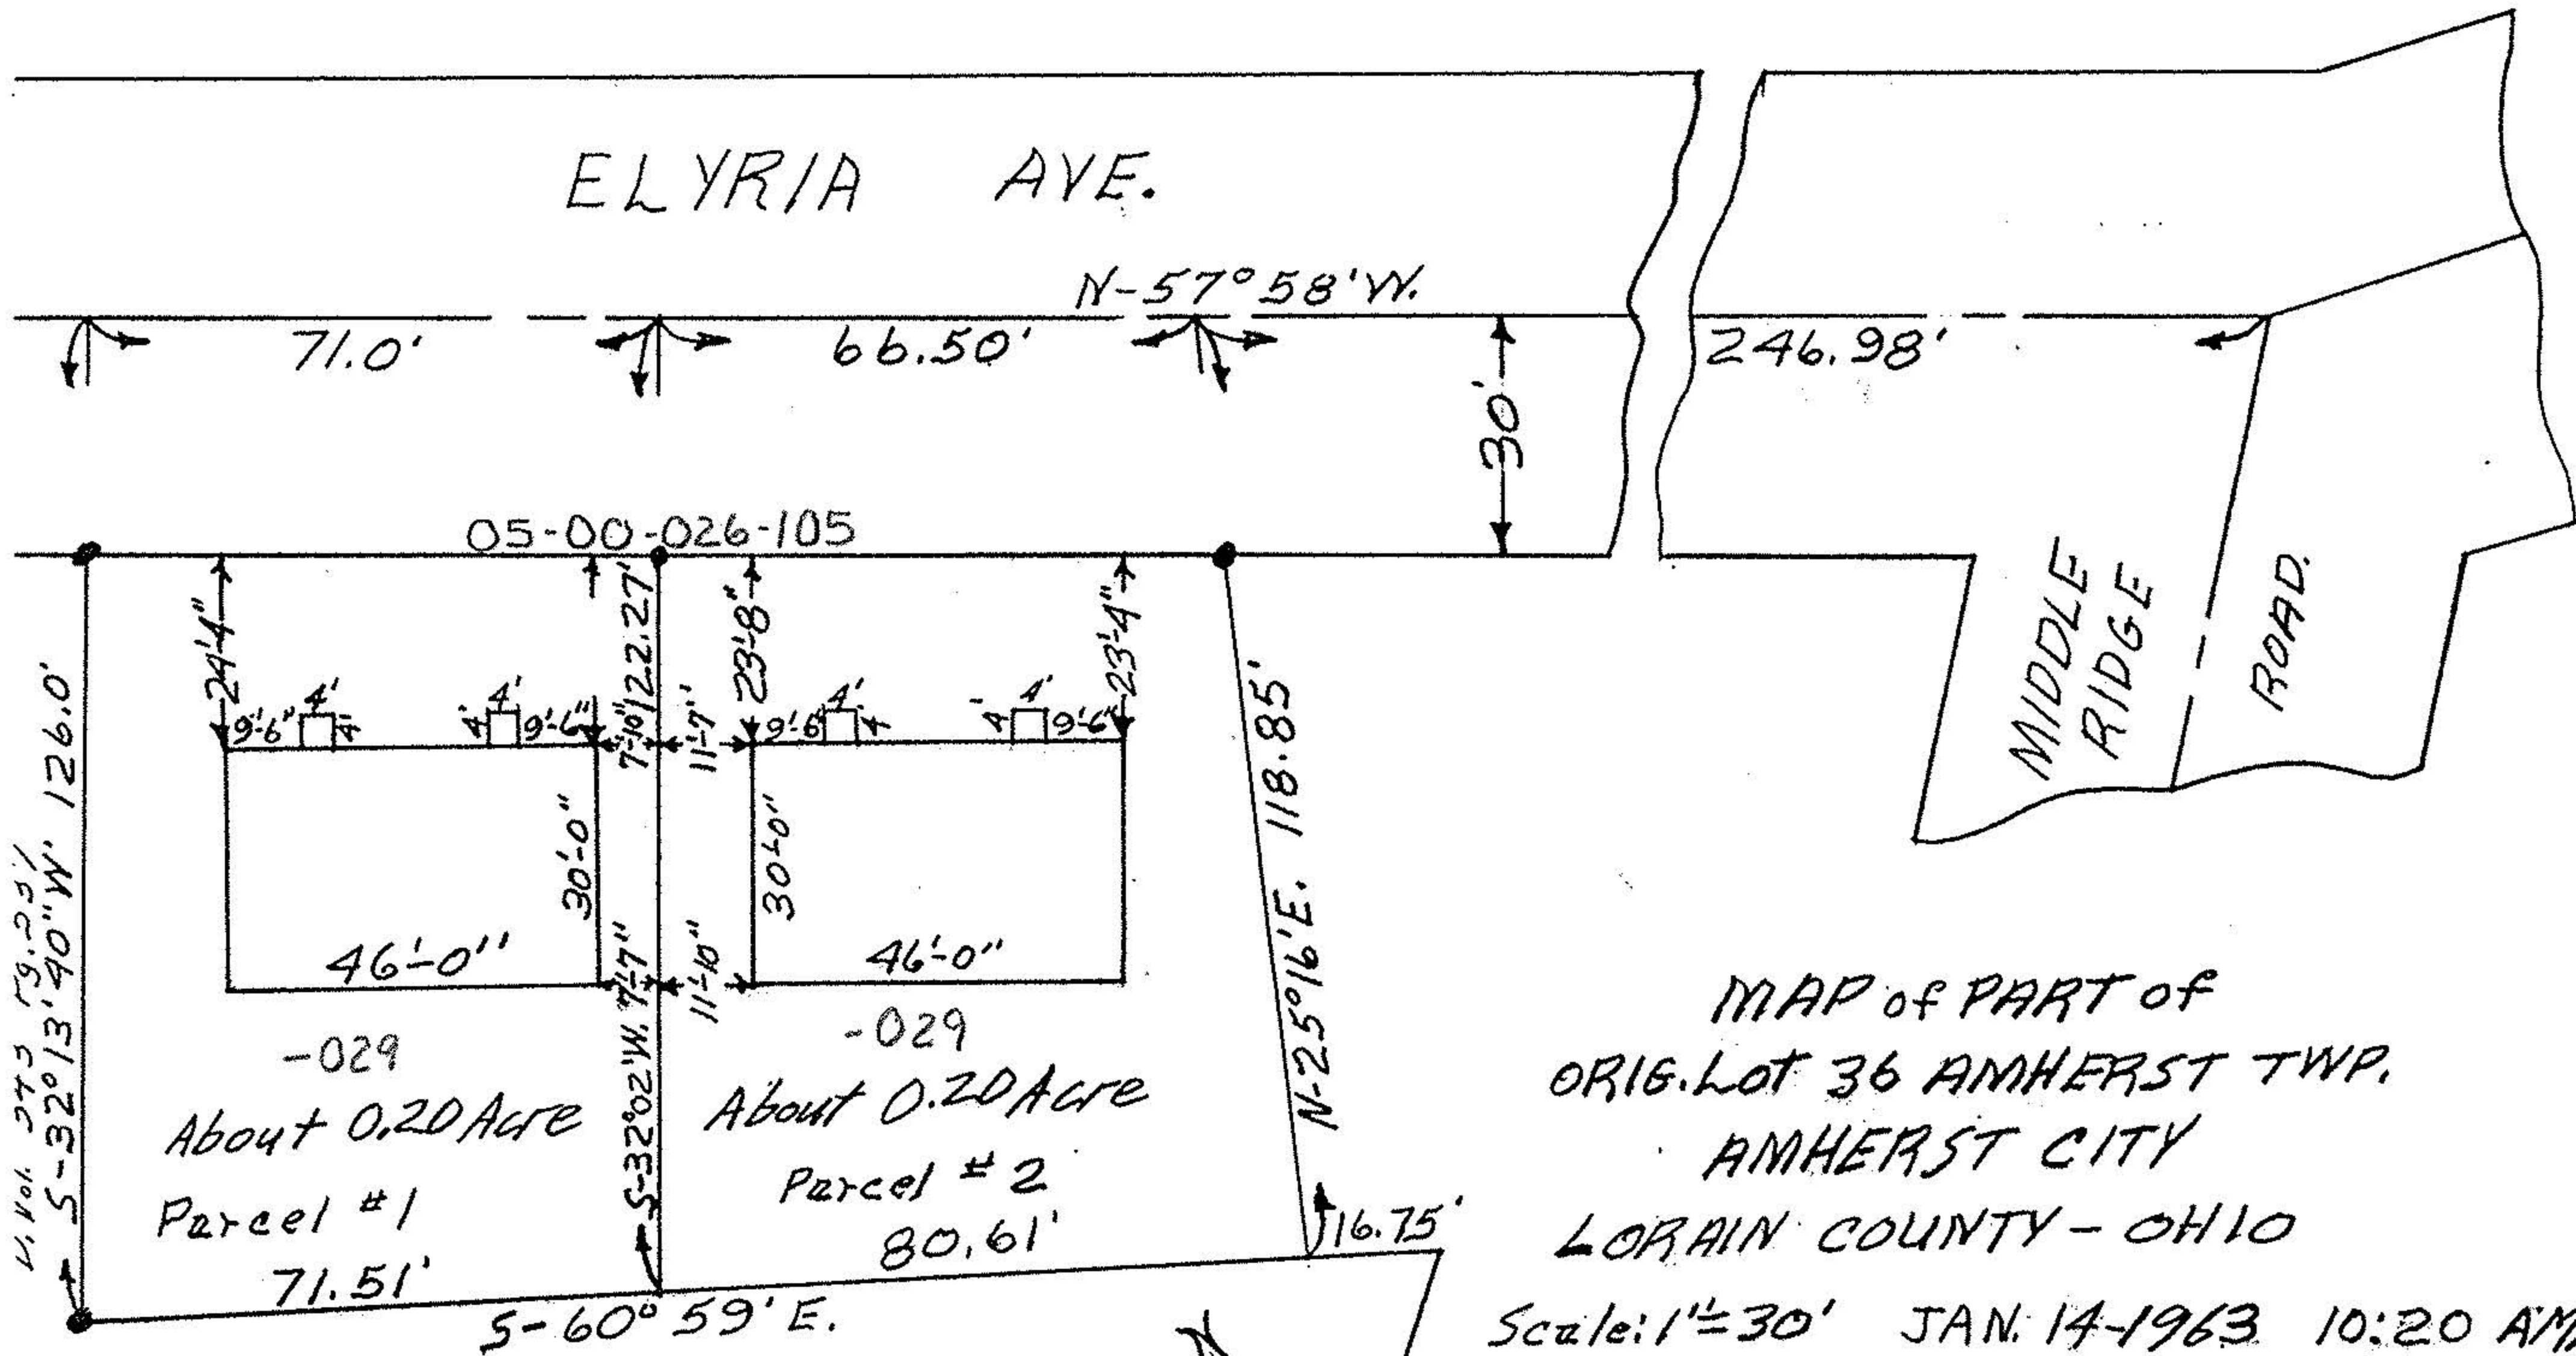 ELYRIA AVE.
N-57°58'W.
71.0'
66.50'
246.98'
30'
05-00-026-105
24'-4"
122.27'
23'-8"
23'-4"
S-32°13'40"W. 126.0'
9'-6" 4' 4'
4' 4' 9'-6"
7'-10"
11'-7"
9'-6" 4' 4'
4' 4' 9'-6"
N-25°16'E. 118.85'
30'-0"
30'-0"
46'-0"
7'-7"
11'-10"
46'-0"
S-32°02'W.
-029
About 0.20 Acre
Parcel #1
71.51'
-029
About 0.20 Acre
Parcel #2
80.61'
16.75'
S-60°59'E.
MIDDLE
RIDGE
ROAD.
MAP of PART of
ORIG. Lot 36 AMHERST TWP.
AMHERST CITY
LORAIN COUNTY - OHIO
Scale: 1"=30' JAN. 14-1963 10:20 AM